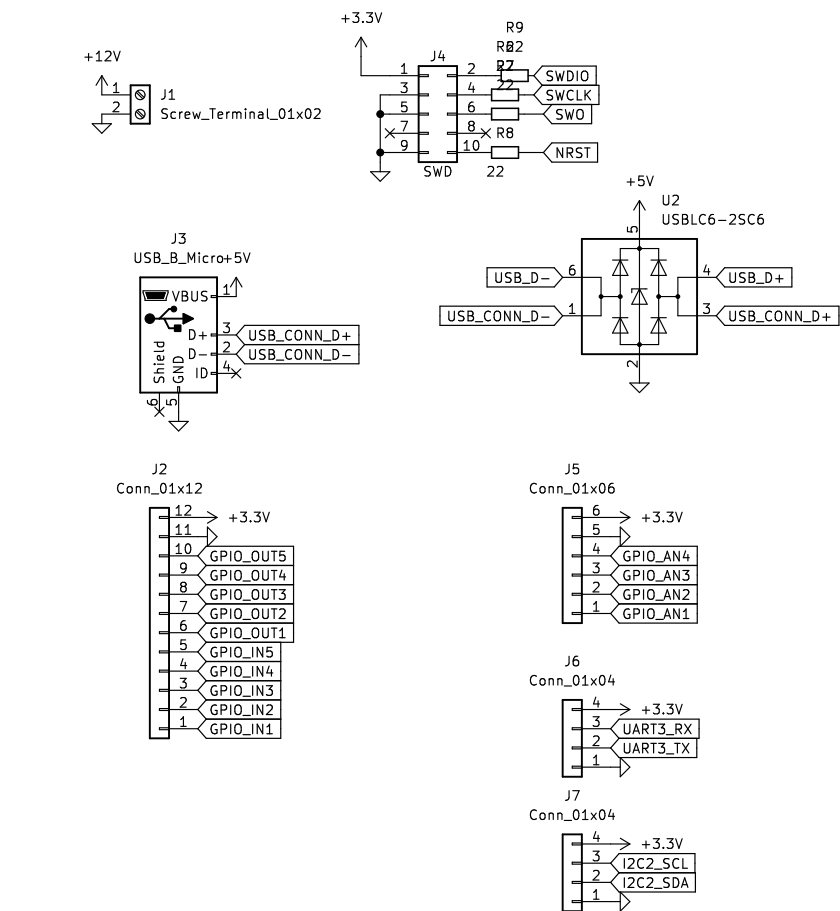 +3.3V
R9
R6 22
R7
22
+12V
J4
1 J1
2 Screw_Terminal_01x02
1 2 SWDIO
3 4 SWCLK
5 6 SWO
7 8 R8
9 10 NRST
SWD 22
+5V
U2
USBLC6-2SC6
5
J3
USB_B_Micro+5V
VBUS 1
D+ 3 USB_CONN_D+
D- 2 USB_CONN_D-
ID 4
Shield GND
6 5
USB_D- 6 4 USB_D+
USB_CONN_D- 1 3 USB_CONN_D+
2
J2
Conn_01x12
12 +3.3V
11
10 GPIO_OUT5
9 GPIO_OUT4
8 GPIO_OUT3
7 GPIO_OUT2
6 GPIO_OUT1
5 GPIO_IN5
4 GPIO_IN4
3 GPIO_IN3
2 GPIO_IN2
1 GPIO_IN1
J5
Conn_01x06
6 +3.3V
5
4 GPIO_AN4
3 GPIO_AN3
2 GPIO_AN2
1 GPIO_AN1
J6
Conn_01x04
4 +3.3V
3 UART3_RX
2 UART3_TX
1
J7
Conn_01x04
4 +3.3V
3 I2C2_SCL
2 I2C2_SDA
1